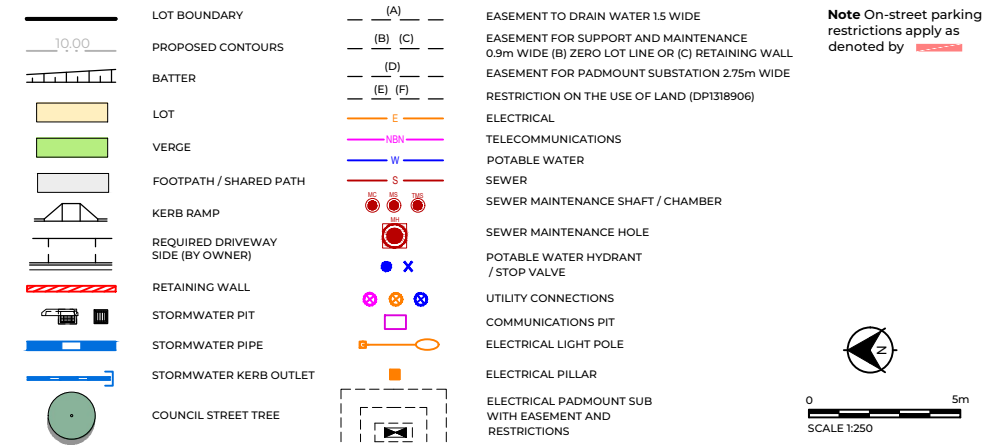 LOT BOUNDARY
10.00
PROPOSED CONTOURS
BATTER
LOT
VERGE
FOOTPATH / SHARED PATH
KERB RAMP
REQUIRED DRIVEWAY
SIDE (BY OWNER)
RETAINING WALL
STORMWATER PIT
STORMWATER PIPE
STORMWATER KERB OUTLET
COUNCIL STREET TREE
(A)
EASEMENT TO DRAIN WATER 1.5 WIDE
(B) (C)
EASEMENT FOR SUPPORT AND MAINTENANCE
0.9m WIDE (B) ZERO LOT LINE OR (C) RETAINING WALL
(D)
EASEMENT FOR PADMOUNT SUBSTATION 2.75m WIDE
(E) (F)
RESTRICTION ON THE USE OF LAND (DP1318906)
E
ELECTRICAL
NBN
TELECOMMUNICATIONS
W
POTABLE WATER
S
SEWER
MC MS TMS
SEWER MAINTENANCE SHAFT / CHAMBER
MH
SEWER MAINTENANCE HOLE
POTABLE WATER HYDRANT
/ STOP VALVE
UTILITY CONNECTIONS
COMMUNICATIONS PIT
ELECTRICAL LIGHT POLE
ELECTRICAL PILLAR
ELECTRICAL PADMOUNT SUB
WITH EASEMENT AND
RESTRICTIONS
Note On-street parking
restrictions apply as
denoted by
N
0 5m
SCALE 1:250